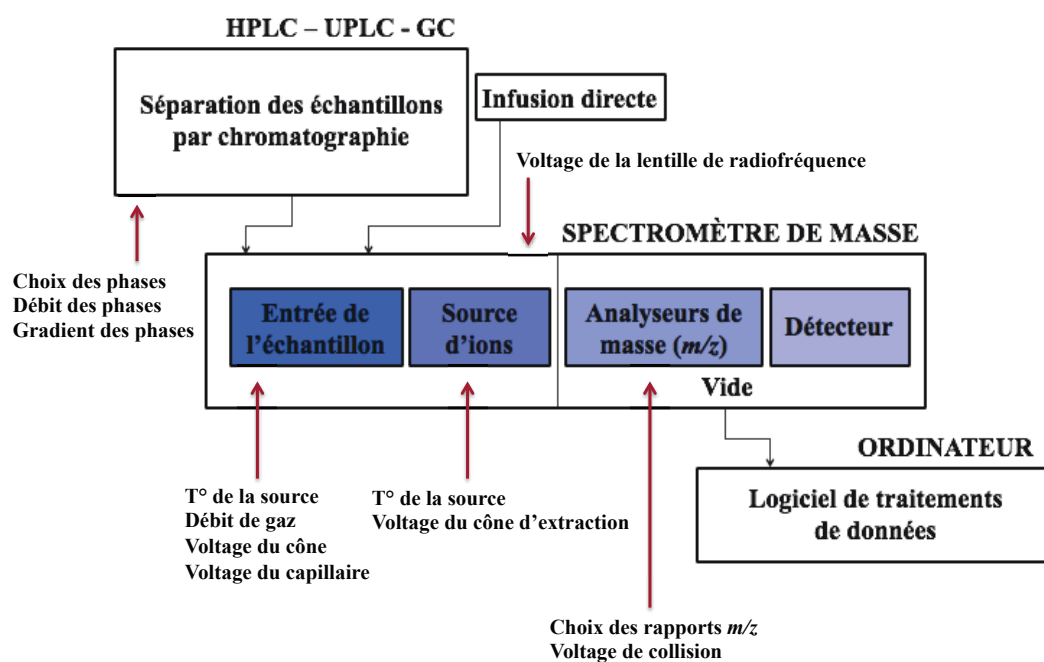 HPLC – UPLC - GC
Séparation des échantillons
par chromatographie
Infusion directe
Voltage de la lentille de radiofréquence
SPECTROMÈTRE DE MASSE
Choix des phases
Débit des phases
Gradient des phases
Entrée de
l'échantillon
Source
d'ions
Analyseurs de
masse (m/z)
Détecteur
Vide
ORDINATEUR
Logiciel de traitements
de données
T° de la source
Débit de gaz
Voltage du cône
Voltage du capillaire
T° de la source
Voltage du cône d'extraction
Choix des rapports m/z
Voltage de collision